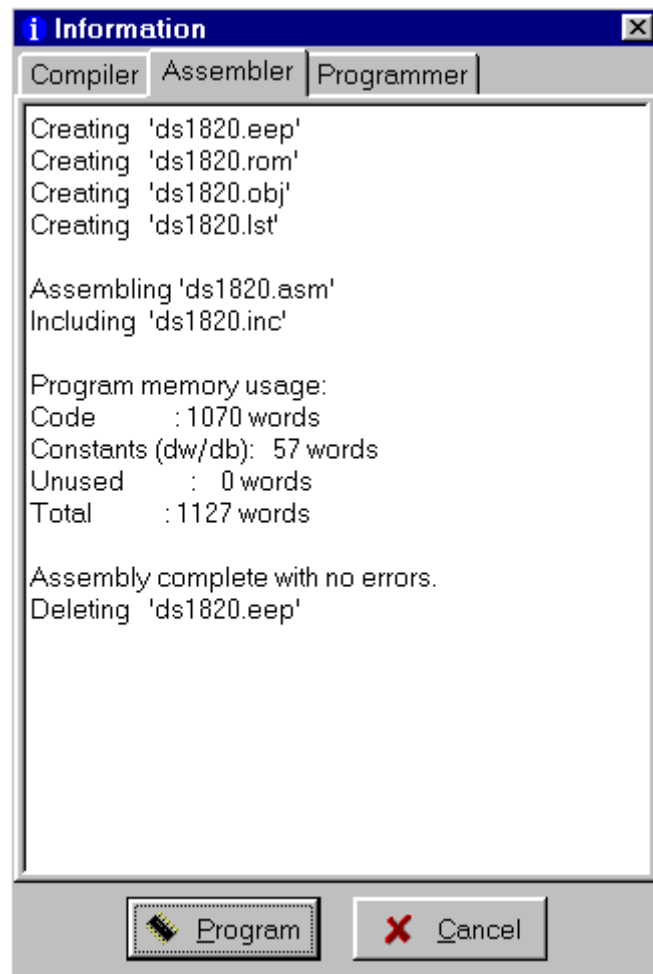 Information
Compiler Assembler Programmer
Creating 'ds1820.eep'
Creating 'ds1820.rom'
Creating 'ds1820.obj'
Creating 'ds1820.lst'
Assembling 'ds1820.asm'
Including 'ds1820.inc'
Program memory usage:
Code : 1070 words
Constants (dw/db): 57 words
Unused : 0 words
Total : 1127 words
Assembly complete with no errors.
Deleting 'ds1820.eep'
Program Cancel